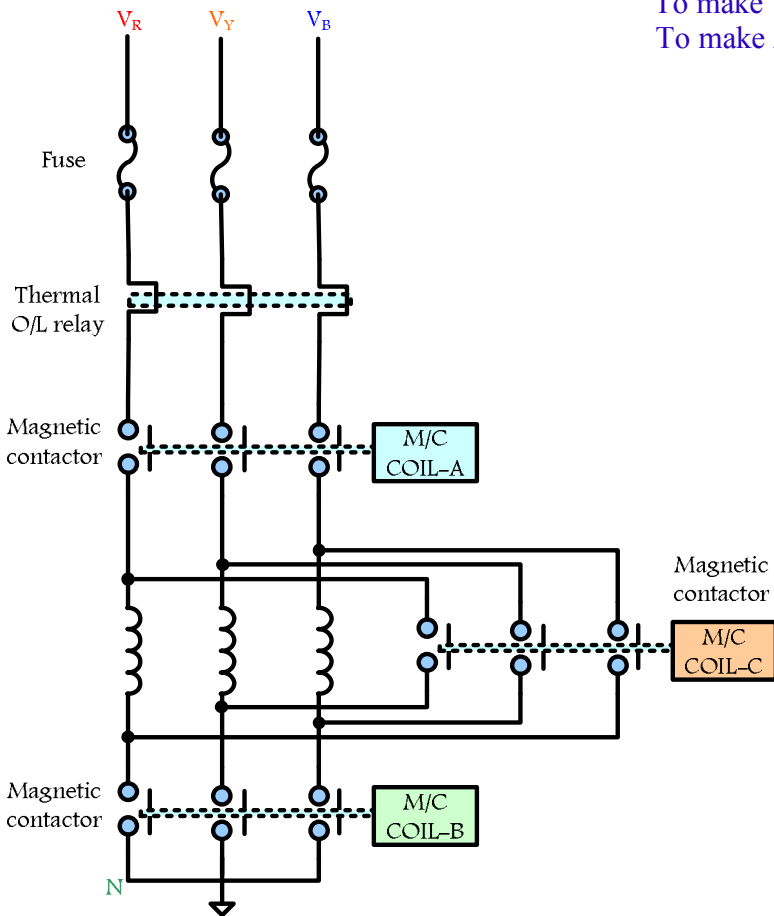 To make
To make
V_R V_Y V_B
Fuse
Thermal
O/L relay
Magnetic
contactor
M/C
COIL–A
Magnetic
contactor
M/C
COIL–C
Magnetic
contactor
M/C
COIL–B
N